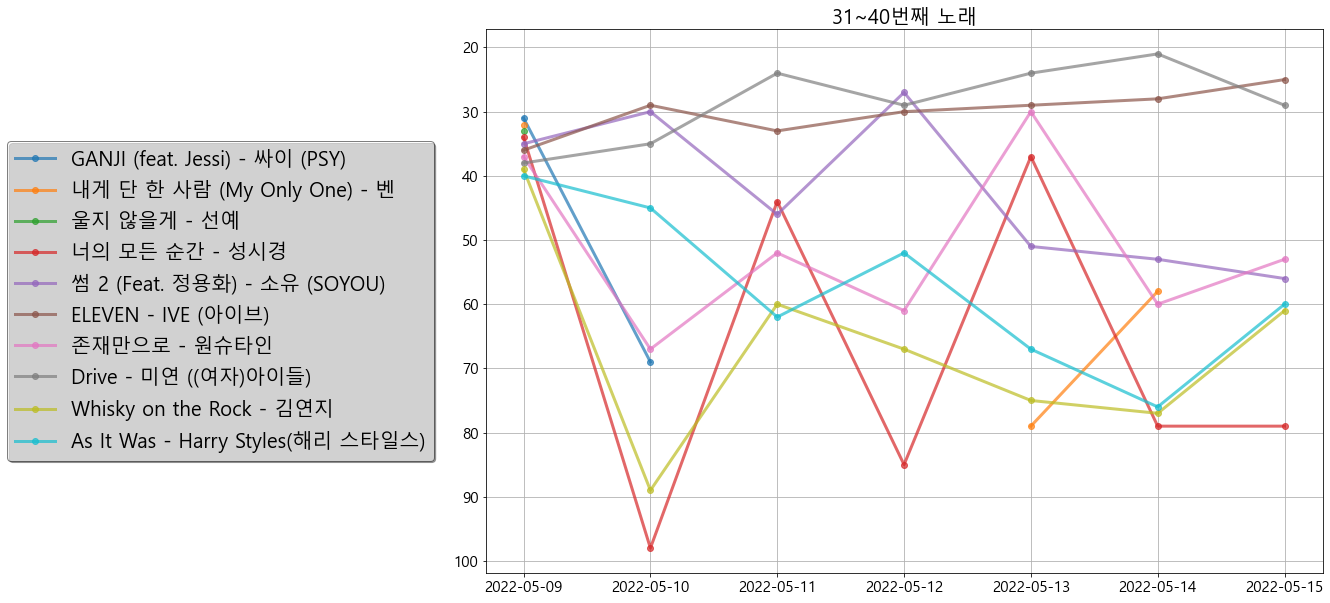 31~40번째 노래
GANJI (feat. Jessi) - 싸이 (PSY)
내게 단 한 사람 (My Only One) - 벤
울지 않을게 - 선예
너의 모든 순간 - 성시경
썸 2 (Feat. 정용화) - 소유 (SOYOU)
ELEVEN - IVE (아이브)
존재만으로 - 원슈타인
Drive - 미연 ((여자)아이들)
Whisky on the Rock - 김연지
As It Was - Harry Styles(해리 스타일스)
20
30
40
50
60
70
80
90
100
2022-05-09 2022-05-10 2022-05-11 2022-05-12 2022-05-13 2022-05-14 2022-05-15